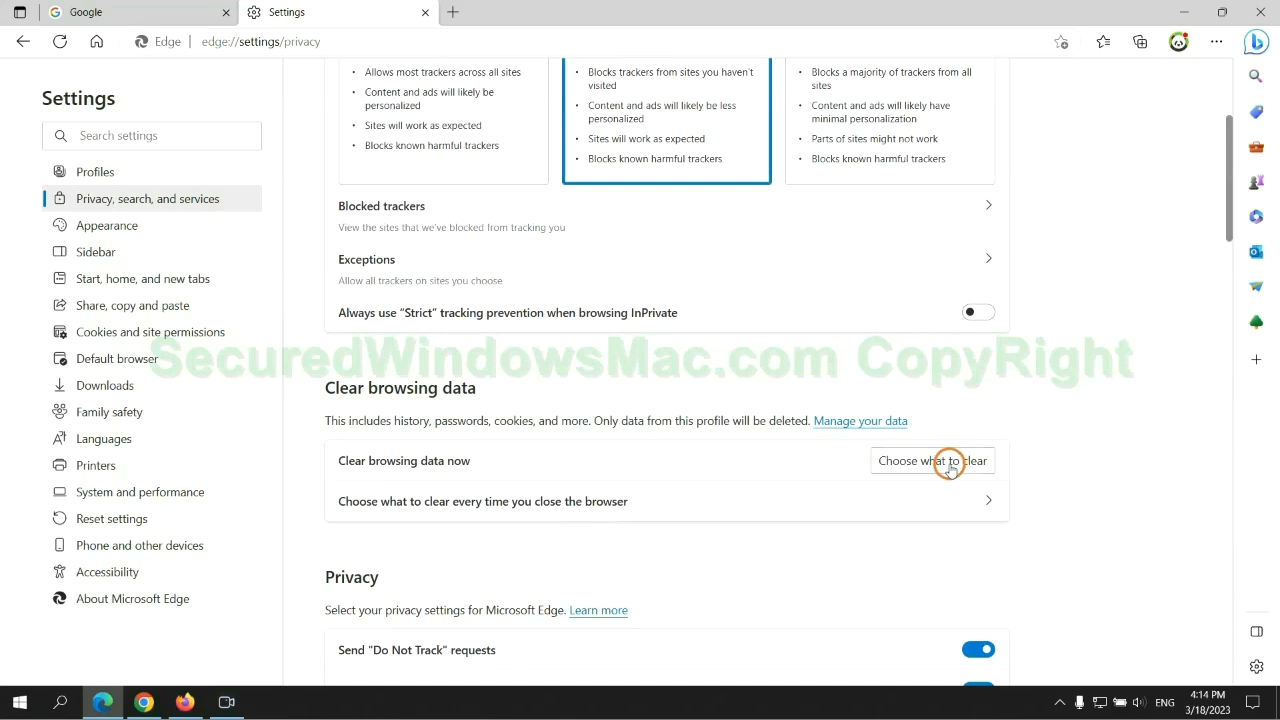 Google
Settings
Edge
edge://settings/privacy
Settings
Search settings
Profiles
Privacy, search, and services
Appearance
Sidebar
Start, home, and new tabs
Share, copy and paste
Cookies and site permissions
Default browser
Downloads
Family safety
Languages
Printers
System and performance
Reset settings
Phone and other devices
Accessibility
About Microsoft Edge
Allows most trackers across all sites
Content and ads will likely be
personalized
Sites will work as expected
Blocks known harmful trackers
Blocks trackers from sites you haven't
visited
Content and ads will likely be less
personalized
Sites will work as expected
Blocks known harmful trackers
Blocks a majority of trackers from all
sites
Content and ads will likely have
minimal personalization
Parts of sites might not work
Blocks known harmful trackers
Blocked trackers
View the sites that we've blocked from tracking you
Exceptions
Allow all trackers on sites you choose
Always use “Strict” tracking prevention when browsing InPrivate
SecuredWindowsMac.com CopyRight
Clear browsing data
This includes history, passwords, cookies, and more. Only data from this profile will be deleted. Manage your data
Clear browsing data now
Choose what to clear
Choose what to clear every time you close the browser
Privacy
Select your privacy settings for Microsoft Edge. Learn more
Send "Do Not Track" requests
ENG
4:14 PM
3/18/2023